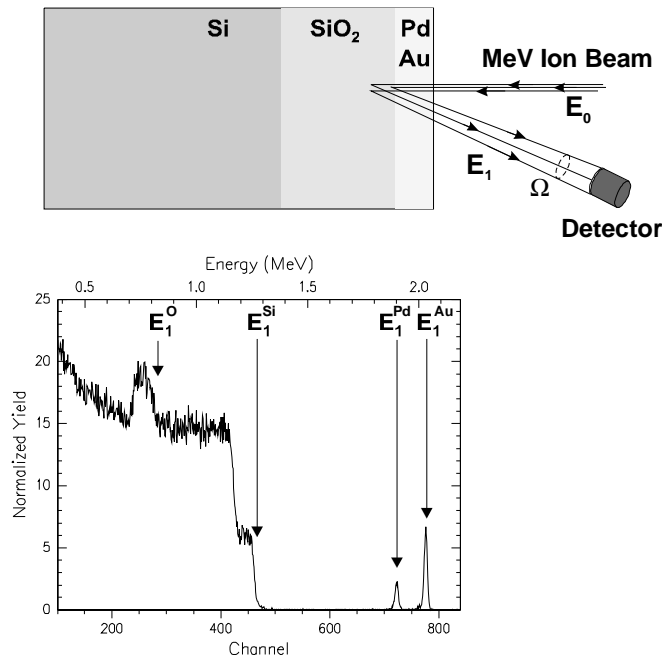 Si SiO₂ Pd
Au
MeV Ion Beam
E₀
E₁
Ω
Detector
Energy (MeV)
0.5 1.0 1.5 2.0
25
20
15
10
5
0
Normalized Yield
E₁ᴼ E₁ˢⁱ E₁ᴾᵈ E₁ᴬᵘ
200 400 600 800
Channel